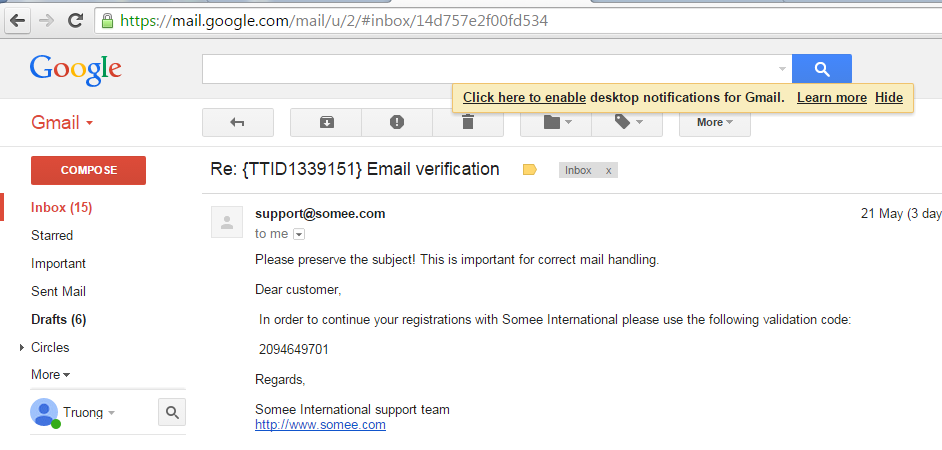 https://mail.google.com/mail/u/2/#inbox/14d757e2f00fd534
Google
Click here to enable desktop notifications for Gmail. Learn more Hide
Gmail
More
COMPOSE
Re: {TTID1339151} Email verification
Inbox x
Inbox (15)
Starred
Important
Sent Mail
Drafts (6)
Circles
More
Truong
support@somee.com
21 May (3 day
to me
Please preserve the subject! This is important for correct mail handling.
Dear customer,
In order to continue your registrations with Somee International please use the following validation code:
2094649701
Regards,
Somee International support team
http://www.somee.com